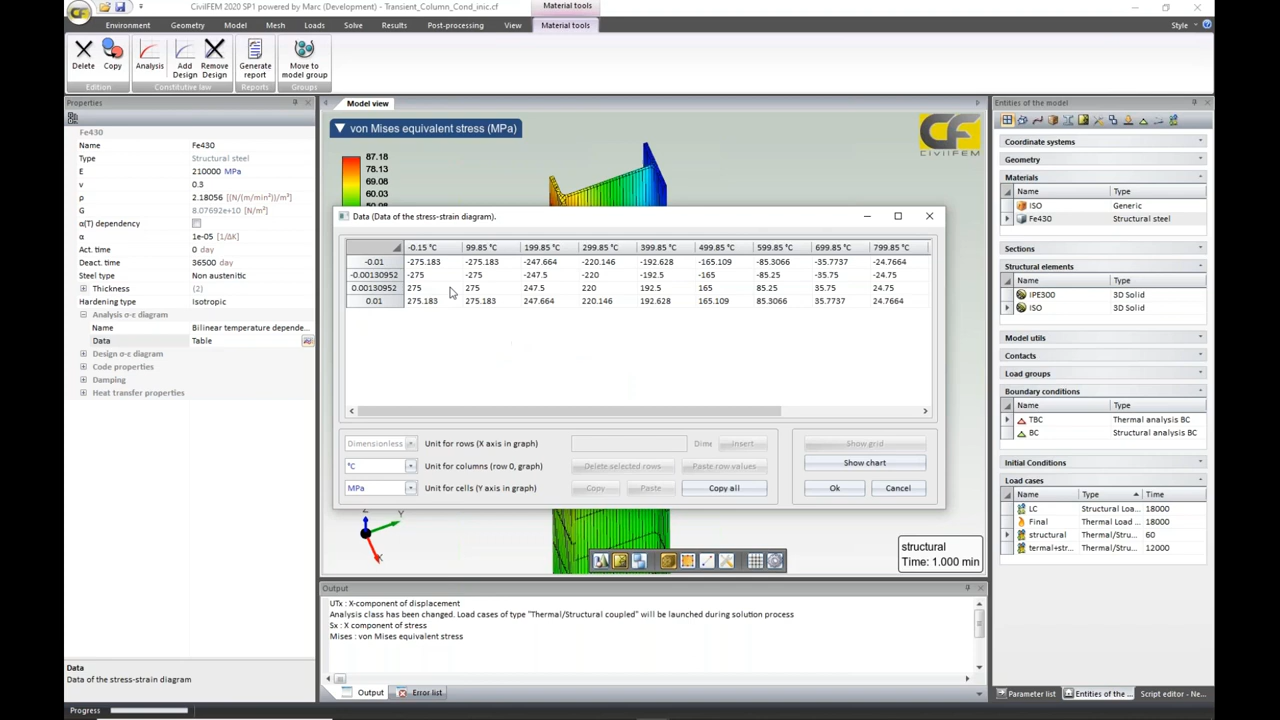 CivilFEM 2020 SP1 powered by Marc (Development) - Transient_Column_Cond_inic.cf
Material tools
Style
Environment Geometry Model Mesh Loads Solve Results Post-processing View Material tools
Delete Copy Analysis Add Design Remove Design Generate report Move to model group
Edition Constitutive law Reports Groups
Properties
Fe430
Name Fe430
Type Structural steel
E 210000 MPa
ν 0.3
ρ 2.18056 [(N/(m/min²))/m³]
G 8.07692e+10 [N/m²]
α(T) dependency
α 1e-05 [1/ΔK]
Act. time 0 day
Deact. time 36500 day
Steel type Non austenitic
Thickness [m]
Hardening type Isotropic
Analysis σ-ε diagram
Name Bilinear temperature depende...
Data Table
Design σ-ε diagram
Code properties
Damping
Heat transfer properties
Data
Data of the stress-strain diagram
Progress
Model view
von Mises equivalent stress (MPa)
87.18
78.13
69.08
60.03
CF
CIVILFEM
Data (Data of the stress-strain diagram).
-0.15 °C 99.85 °C 199.85 °C 299.85 °C 399.85 °C 499.85 °C 599.85 °C 699.85 °C 799.85 °C
-0.01 -275.183 -275.183 -247.664 -220.146 -192.628 -165.109 -85.3066 -35.7737 -24.7664
-0.00130952 -275 -275 -247.5 -220 -192.5 -165 -85.25 -35.75 -24.75
0.00130952 275 275 247.5 220 192.5 165 85.25 35.75 24.75
0.01 275.183 275.183 247.664 220.146 192.628 165.109 85.3066 35.7737 24.7664
Dimensionless Unit for rows (X axis in graph) Dime Insert Show grid
°C Unit for columns (row 0, graph) Delete selected rows Paste row values Show chart
MPa Unit for cells (Y axis in graph) Copy Paste Copy all Ok Cancel
Z
Y
X
structural
Time: 1.000 min
Output
UTx : X-component of displacement
Analysis class has been changed. Load cases of type "Thermal/Structural coupled" will be launched during solution process
Sx : X component of stress
Mises : von Mises equivalent stress
Output Error list
Entities of the model
Coordinate systems
Geometry
Materials
Name Type
ISO Generic
Fe430 Structural steel
Sections
Structural elements
IPE300 3D Solid
ISO 3D Solid
Model utils
Contacts
Load groups
Boundary conditions
Name Type
TBC Thermal analysis BC
BC Structural analysis BC
Initial Conditions
Load cases
Name Type Time
LC Structural Loa... 18000
Final Thermal Load ... 18000
structural Thermal/Stru... 60
termal+str... Thermal/Stru... 12000
Parameter list Entities of the... Script editor - Ne...